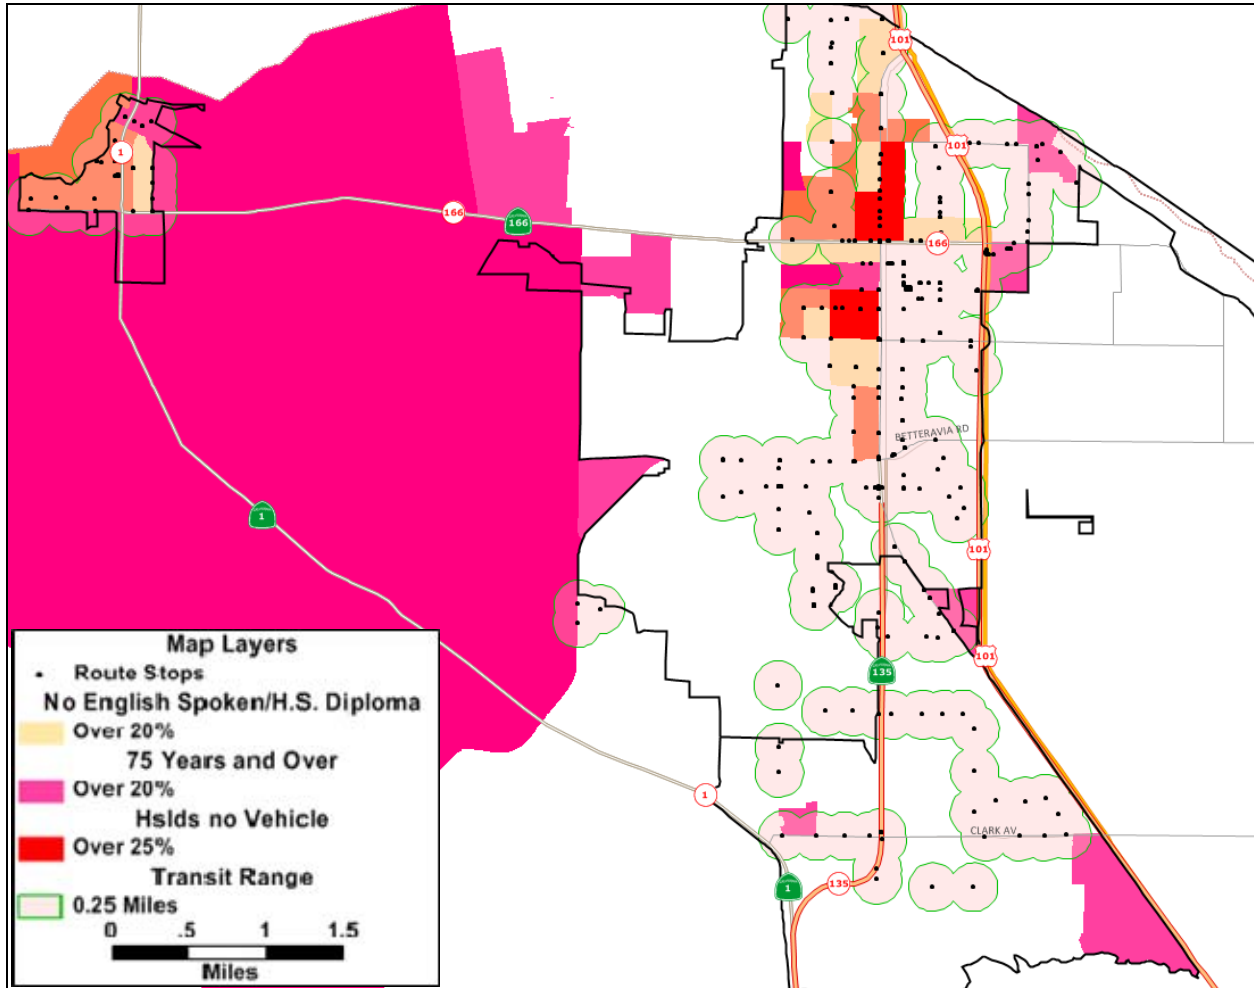 101
101
1
166
166
166
BETTERAVIA RD
1
101
101
135
1
CLARK AV
135
1
Map Layers
Route Stops
No English Spoken/H.S. Diploma
Over 20%
75 Years and Over
Over 20%
Hslds no Vehicle
Over 25%
Transit Range
0.25 Miles
0 .5 1 1.5
Miles